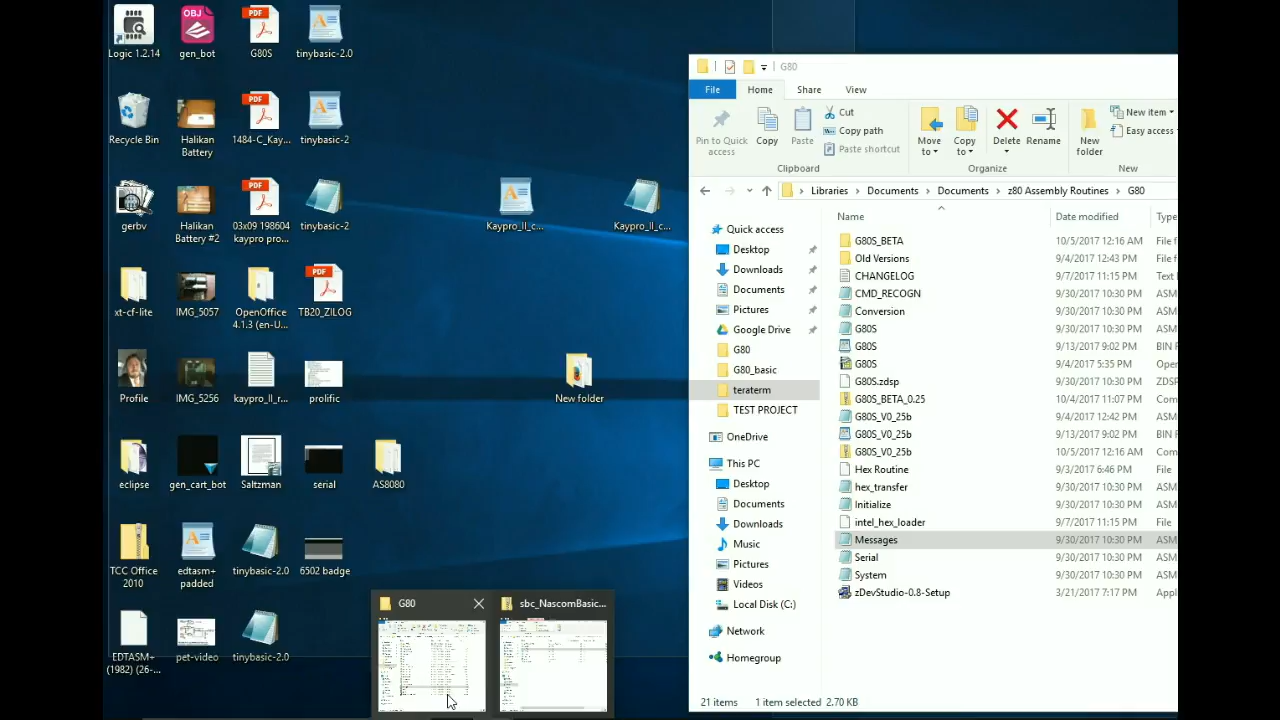 Logic 1.2.14
gen_bot
G80S
tinybasic-2.0
Recycle Bin
Halikan
Battery
1484-C_Kay...
tinybasic-2
gerbv
Halikan
Battery #2
03x09 198604
kaypro pro...
tinybasic-2
Kaypro_II_c...
Kaypro_II_c...
xt-cf-lite
IMG_5057
OpenOffice
4.1.3 (en-U...
TB20_ZILOG
Profile
IMG_5256
kaypro_II_r...
prolific
New folder
eclipse
gen_cart_bot
Saltzman
serial
AS8080
TCC Office
2010
edtasm+
padded
tinybasic-2.0
6502 badge
EDTASM+
(1982) (26-...
pet-video
tinybasic-2.0
OBJ
PDF
PDF
PDF
PDF
G80
sbc_NascomBasic...
G80
File
Home
Share
View
Pin to Quick
access
Copy
Paste
Cut
Copy path
Paste shortcut
Move
to
Copy
to
Delete
Rename
New
folder
New item
Easy access
Clipboard
Organize
New
Libraries
Documents
Documents
z80 Assembly Routines
G80
Quick access
Desktop
Downloads
Documents
Pictures
Google Drive
G80
G80_basic
teraterm
TEST PROJECT
OneDrive
This PC
Desktop
Documents
Downloads
Music
Pictures
Videos
Local Disk (C:)
Network
Homegroup
Name Date modified Type
G80S_BETA 10/5/2017 12:16 AM File f
Old Versions 9/4/2017 12:43 PM File f
CHANGELOG 9/7/2017 11:15 PM Text
CMD_RECOGN 9/30/2017 10:30 PM ASM
Conversion 9/30/2017 10:30 PM ASM
G80S 9/30/2017 10:30 PM ASM
G80S 9/13/2017 9:02 PM BIN F
G80S 9/4/2017 5:35 PM Open
G80S.zdsp 9/30/2017 10:30 PM ZDSP
G80S_BETA_0.25 10/4/2017 11:07 PM Com
G80S_V0_25b 9/4/2017 12:42 PM ASM
G80S_V0_25b 9/13/2017 9:02 PM BIN F
G80S_V0_25b 10/5/2017 12:16 AM Com
Hex Routine 9/3/2017 6:46 PM ASM
hex_transfer 9/30/2017 10:30 PM ASM
Initialize 9/30/2017 10:30 PM ASM
intel_hex_loader 9/7/2017 11:15 PM File
Messages 9/30/2017 10:30 PM ASM
Serial 9/30/2017 10:30 PM ASM
System 9/30/2017 10:30 PM ASM
zDevStudio-0.8-Setup 3/21/2017 7:17 PM Appl
21 items 1 item selected 2.70 KB